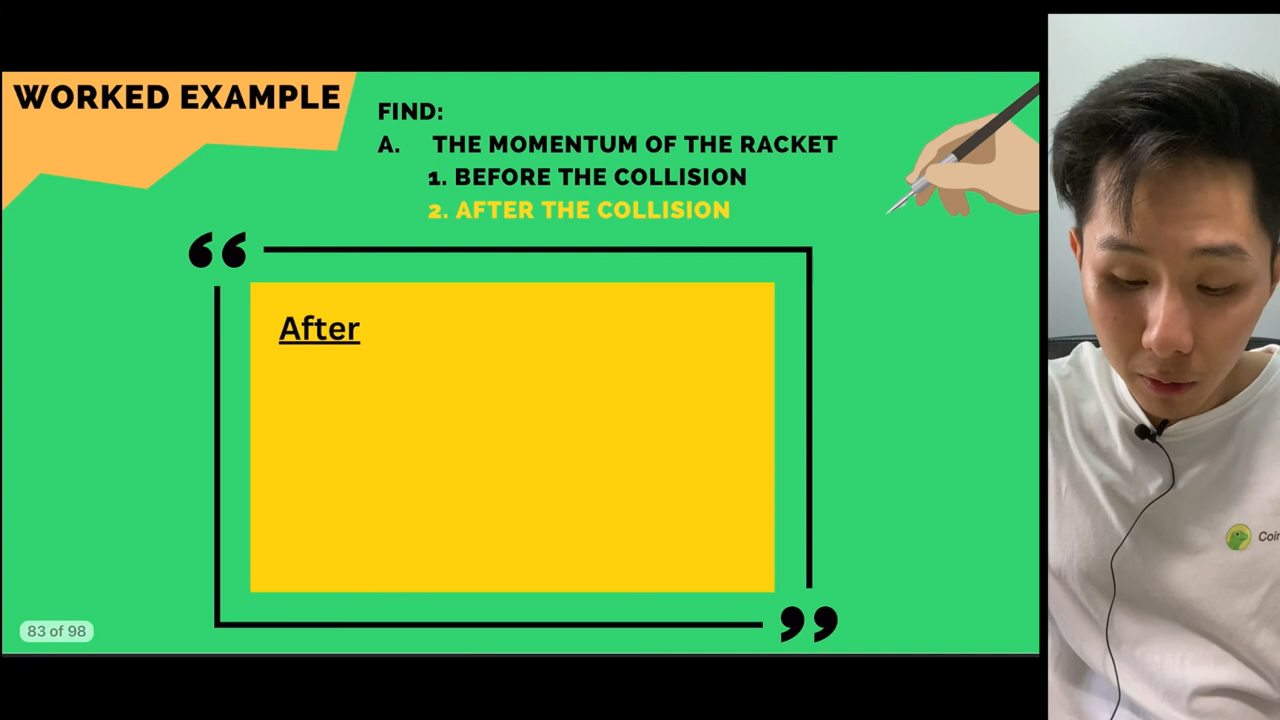 WORKED EXAMPLE
FIND:
A. THE MOMENTUM OF THE RACKET
1. BEFORE THE COLLISION
2. AFTER THE COLLISION
“
After
”
83 of 98